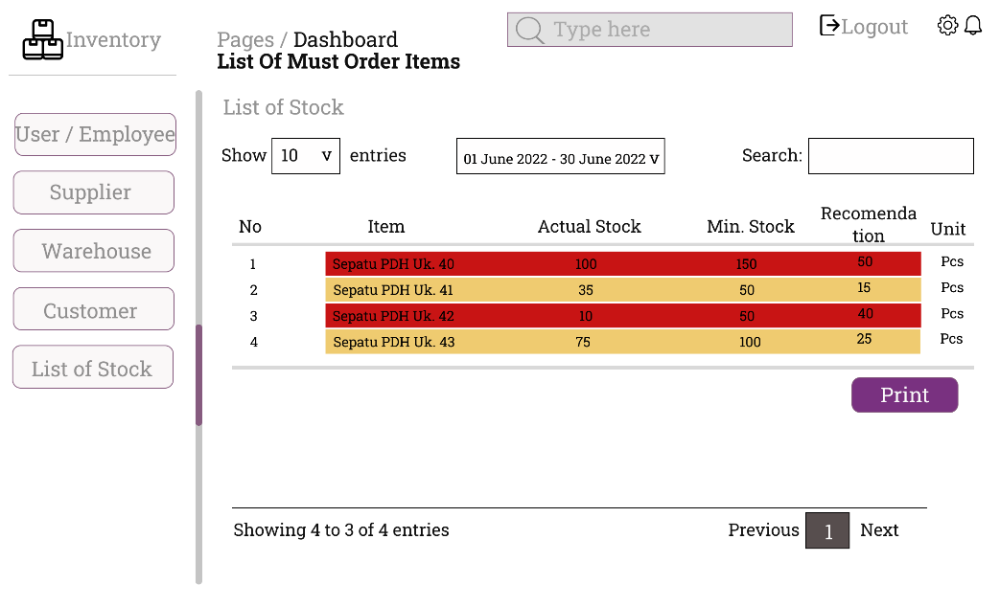 Inventory
Pages / Dashboard
List Of Must Order Items
Type here
Logout
User / Employee
Supplier
Warehouse
Customer
List of Stock
List of Stock
Show 10 v entries
01 June 2022 - 30 June 2022 V
Search:
No Item Actual Stock Min. Stock Recomenda
tion Unit
1 Sepatu PDH Uk. 40 100 150 50 Pcs
2 Sepatu PDH Uk. 41 35 50 15 Pcs
3 Sepatu PDH Uk. 42 10 50 40 Pcs
4 Sepatu PDH Uk. 43 75 100 25 Pcs
Print
Showing 4 to 3 of 4 entries
Previous 1 Next